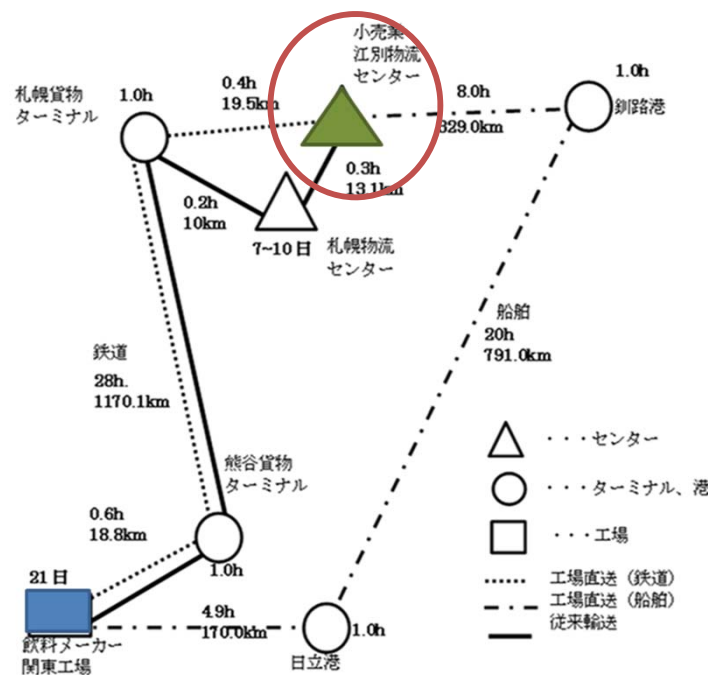 小売業
江別物流
センター
札幌貨物
ターミナル
1.0h
0.4h
19.5km
8.0h
329.0km
1.0h
釧路港
0.3h
13.1km
0.2h
10km
7~10日
札幌物流
センター
鉄道
28h.
1170.1km
船舶
20h
791.0km
熊谷貨物
ターミナル
0.6h
18.8km
1.0h
21日
飲料メーカー
関東工場
4.9h
170.0km
1.0h
日立港
・・・センター
・・・ターミナル、港
・・・工場
工場直送（鉄道）
工場直送（船舶）
従来輸送